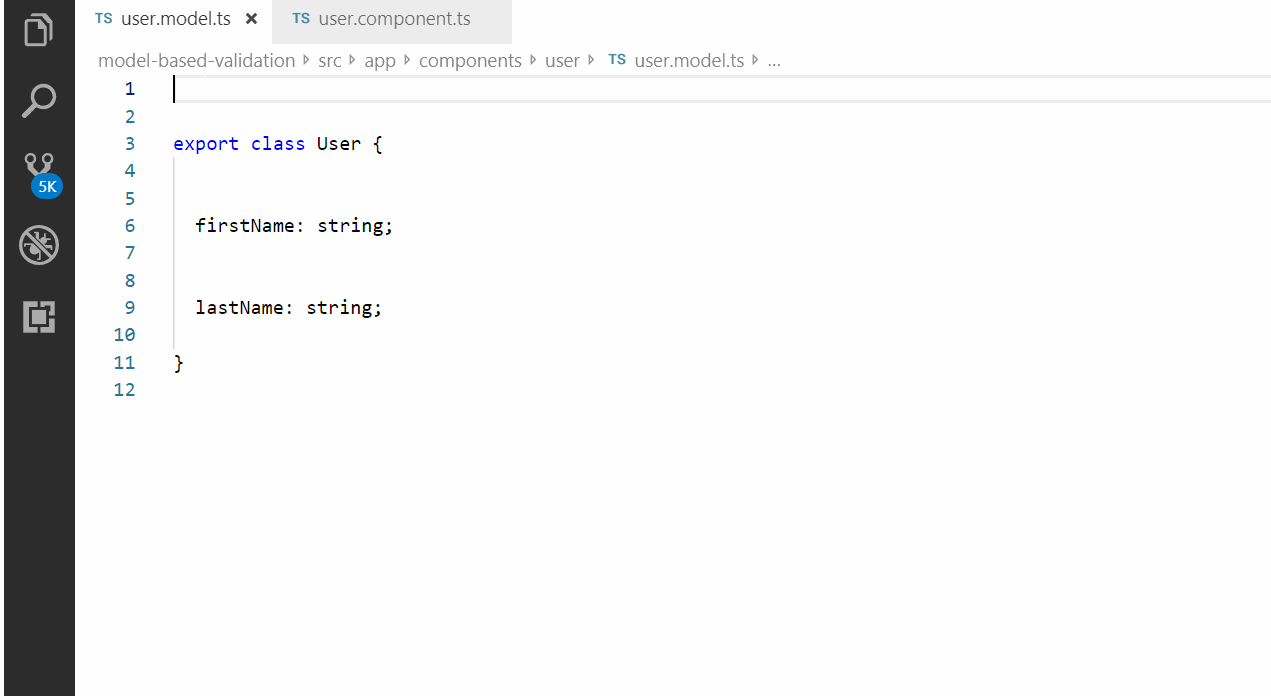 TS user.model.ts × TS user.component.ts
model-based-validation src app components user TS user.model.ts ...
1
2
3 export class User {
4
5
6 firstName: string;
7
8
9 lastName: string;
10
11 }
12
5K